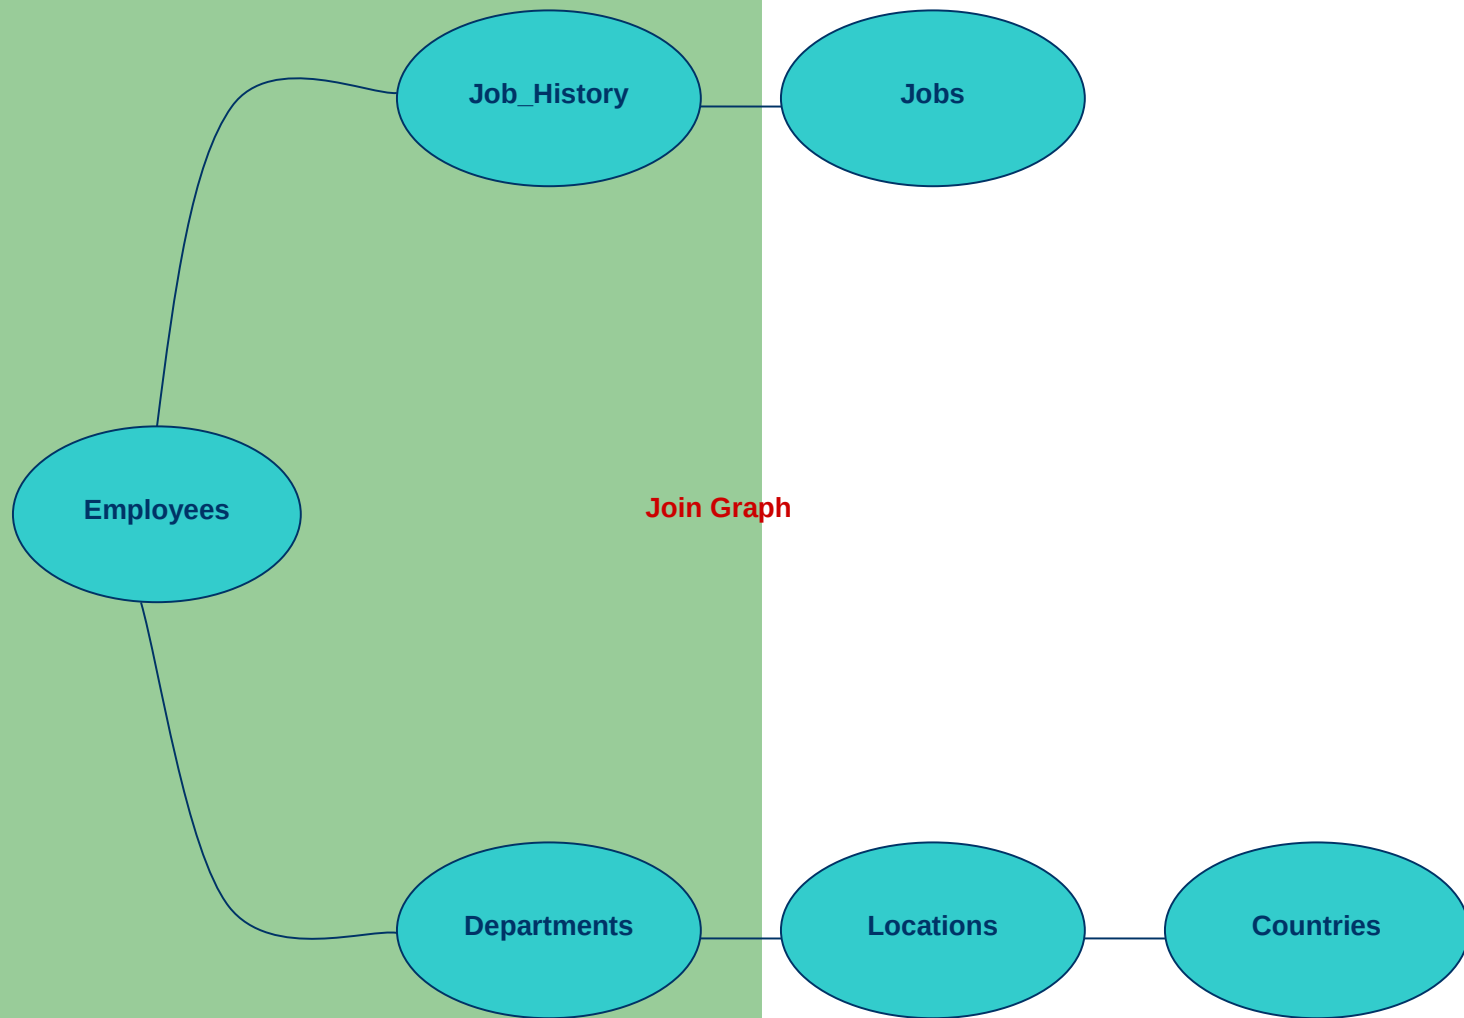 Job_History
Jobs
Employees
Join Graph
Departments
Locations
Countries